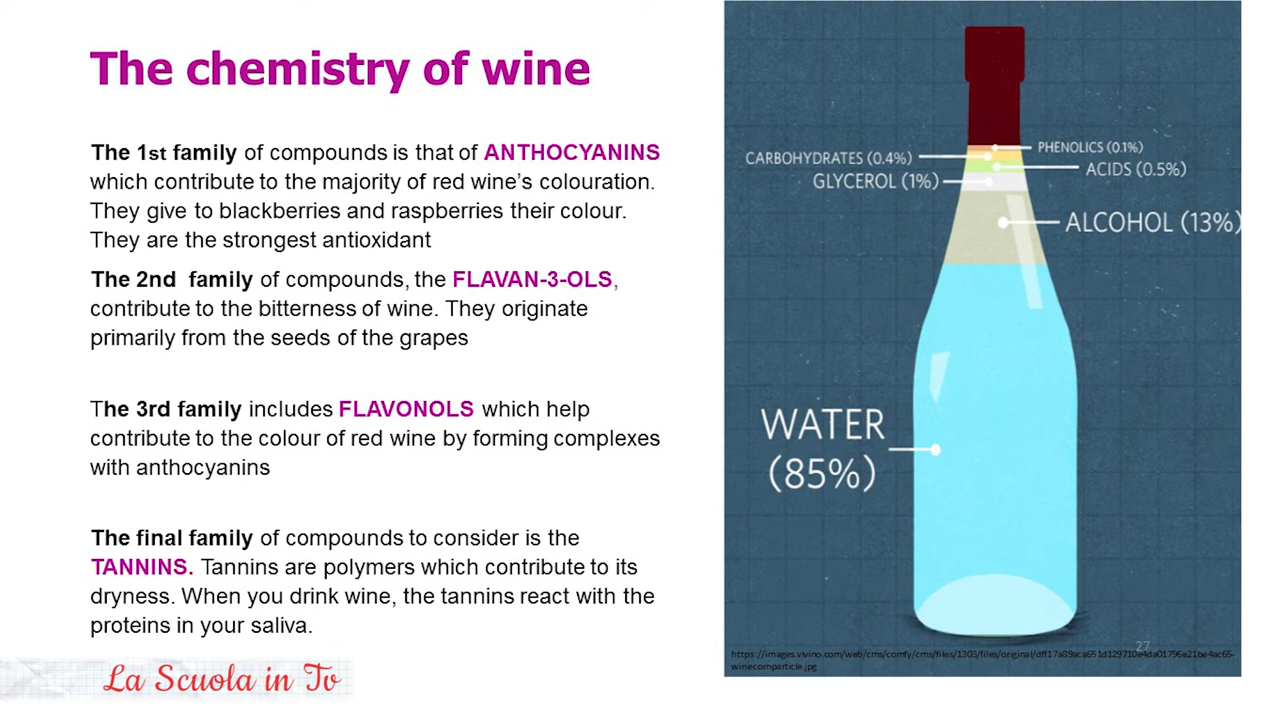 The chemistry of wine
The 1st family of compounds is that of ANTHOCYANINS
which contribute to the majority of red wine’s colouration.
They give to blackberries and raspberries their colour.
They are the strongest antioxidant
The 2nd family of compounds, the FLAVAN-3-OLS,
contribute to the bitterness of wine. They originate
primarily from the seeds of the grapes
The 3rd family includes FLAVONOLS which help
contribute to the colour of red wine by forming complexes
with anthocyanins
The final family of compounds to consider is the
TANNINS. Tannins are polymers which contribute to its
dryness. When you drink wine, the tannins react with the
proteins in your saliva.
La Scuola in Tv
PHENOLICS (0.1%)
CARBOHYDRATES (0.4%)
ACIDS (0.5%)
GLYCEROL (1%)
ALCOHOL (13%)
WATER
(85%)
27
winecomparticle.jpg